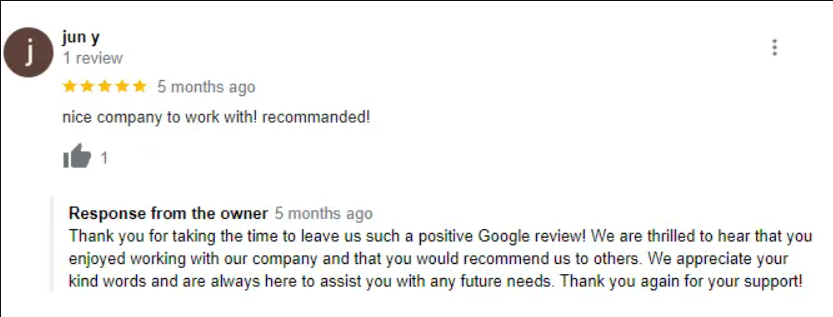 j
jun y
1 review
5 months ago
nice company to work with! recommanded!
1
Response from the owner 5 months ago
Thank you for taking the time to leave us such a positive Google review! We are thrilled to hear that you
enjoyed working with our company and that you would recommend us to others. We appreciate your
kind words and are always here to assist you with any future needs. Thank you again for your support!